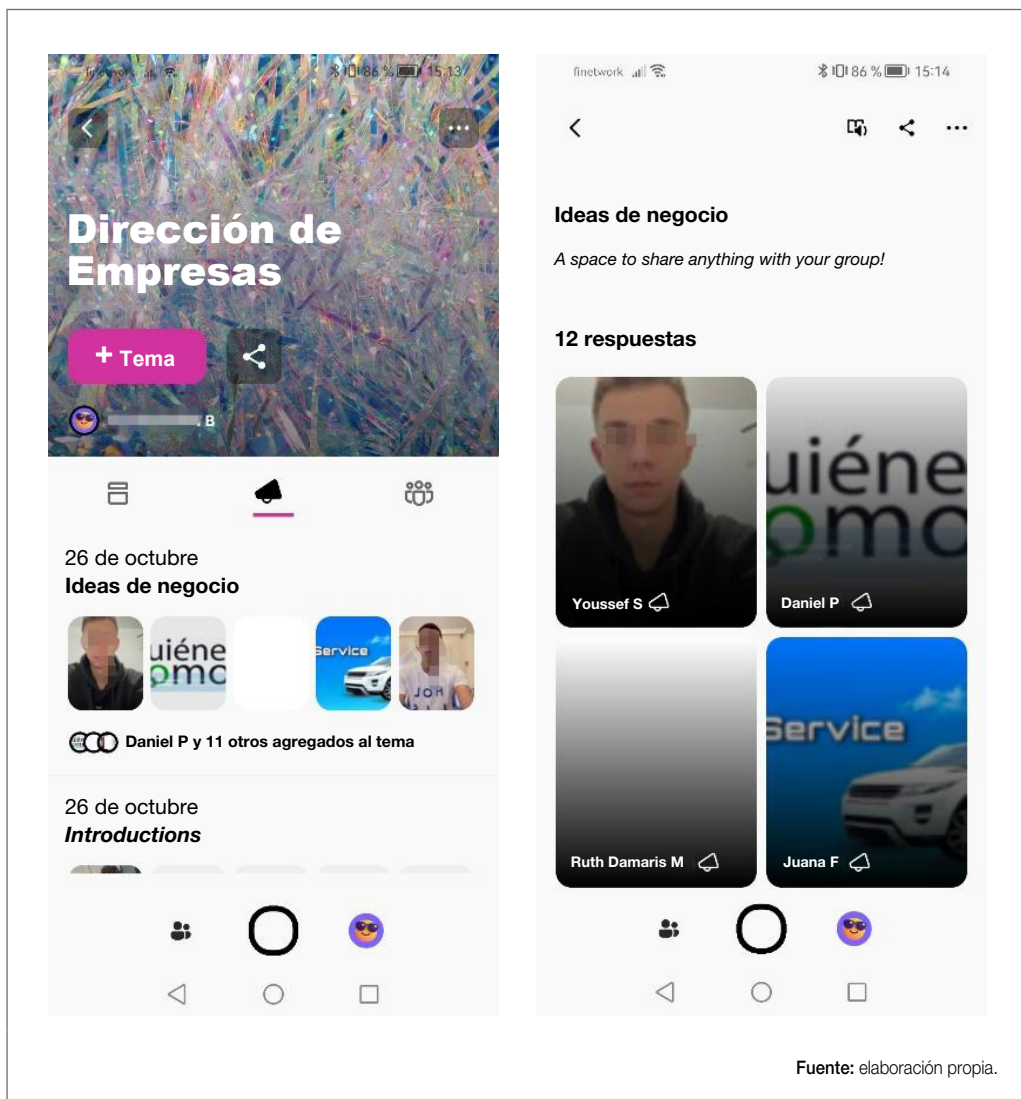 finetwork 86 % 15:13
Dirección de
Empresas
+ Tema
B
26 de octubre
Ideas de negocio
uiéne
omo
Service
JOH
Daniel P y 11 otros agregados al tema
26 de octubre
Introductions
finetwork 86 % 15:14
Ideas de negocio
A space to share anything with your group!
12 respuestas
uiéne
omo
Youssef S
Daniel P
Service
Ruth Damaris M
Juana F
Fuente: elaboración propia.